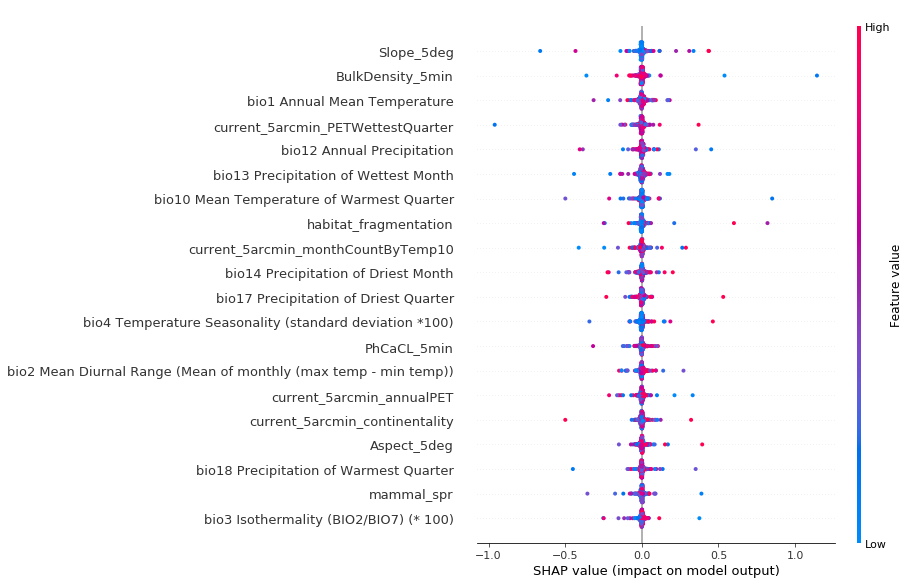 High
Slope_5deg
BulkDensity_5min
bio1 Annual Mean Temperature
current_5arcmin_PETWettestQuarter
bio12 Annual Precipitation
bio13 Precipitation of Wettest Month
bio10 Mean Temperature of Warmest Quarter
habitat_fragmentation
current_5arcmin_monthCountByTemp10
bio14 Precipitation of Driest Month
bio17 Precipitation of Driest Quarter
bio4 Temperature Seasonality (standard deviation *100)
PhCaCL_5min
bio2 Mean Diurnal Range (Mean of monthly (max temp - min temp))
current_5arcmin_annualPET
current_5arcmin_continentality
Aspect_5deg
bio18 Precipitation of Warmest Quarter
mammal_spr
bio3 Isothermality (BIO2/BIO7) (* 100)
Feature value
Low
−1.0 −0.5 0.0 0.5 1.0
SHAP value (impact on model output)